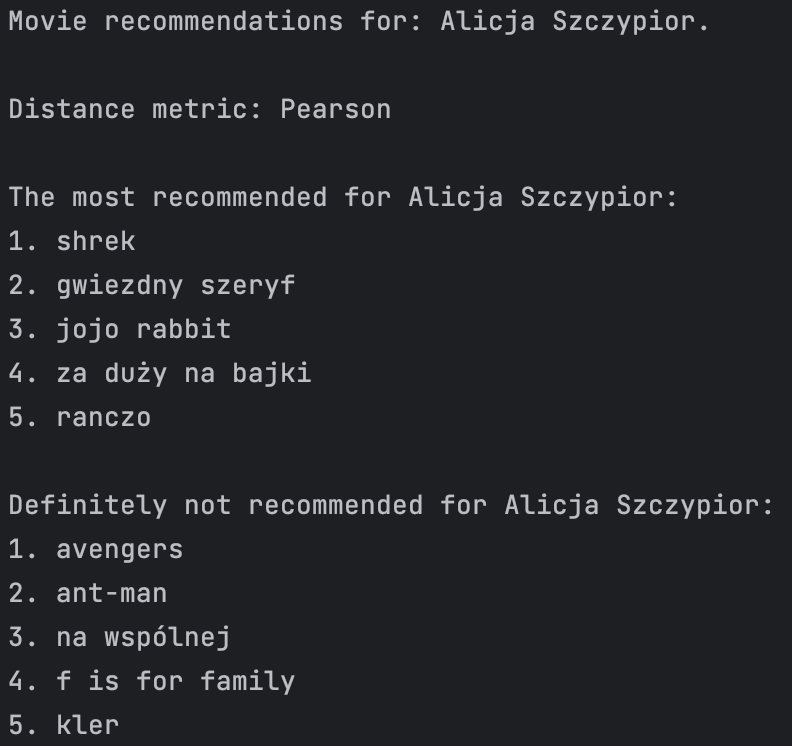 Movie recommendations for: Alicja Szczypior.
Distance metric: Pearson
The most recommended for Alicja Szczypior:
1. shrek
2. gwiezdny szeryf
3. jojo rabbit
4. za duży na bajki
5. ranczo
Definitely not recommended for Alicja Szczypior:
1. avengers
2. ant-man
3. na wspólnej
4. f is for family
5. kler